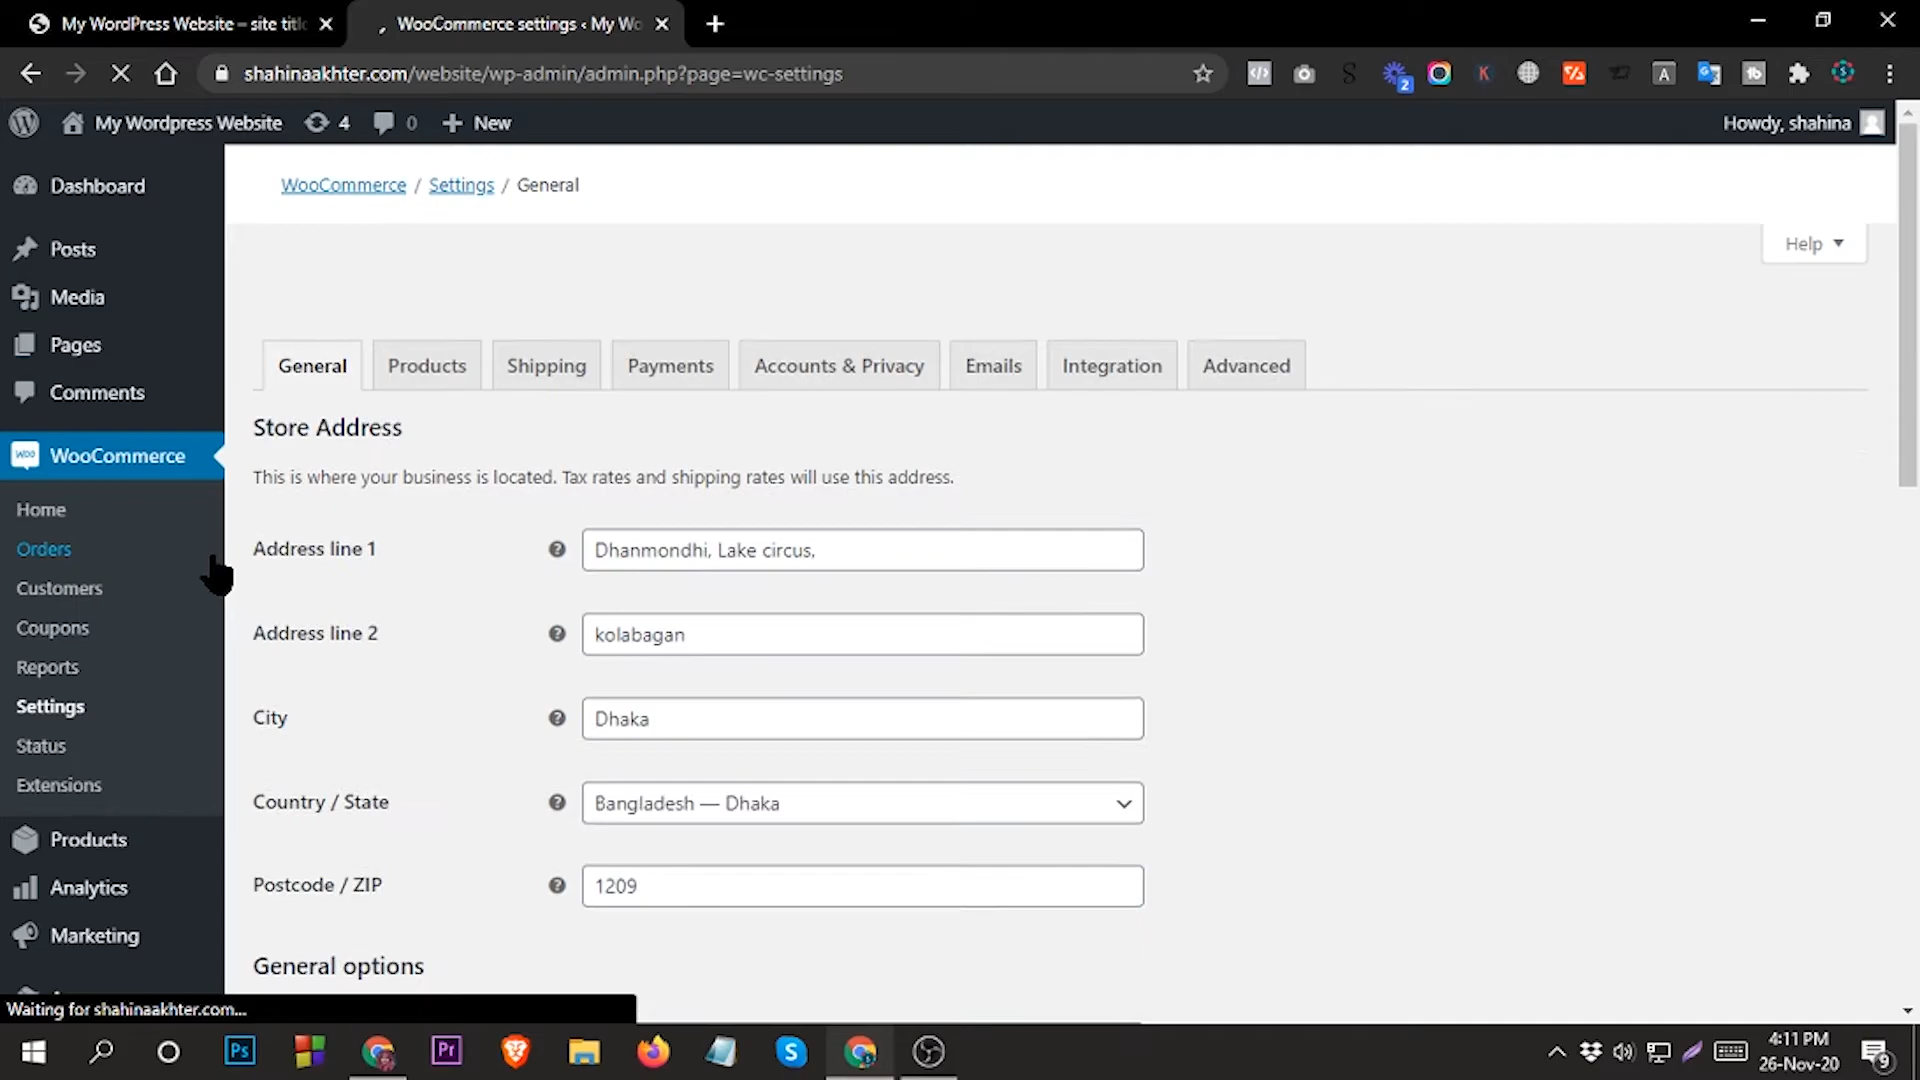 My WordPress Website – site titl
WooCommerce settings ‹ My Wo
shahinaakhter.com/website/wp-admin/admin.php?page=wc-settings
My Wordpress Website 4 0 New
Howdy, shahina
Dashboard
Posts
Media
Pages
Comments
WooCommerce
Home
Orders
Customers
Coupons
Reports
Settings
Status
Extensions
Products
Analytics
Marketing
WooCommerce / Settings / General
Help
General Products Shipping Payments Accounts & Privacy Emails Integration Advanced
Store Address
This is where your business is located. Tax rates and shipping rates will use this address.
Address line 1 Dhanmondhi, Lake circus,
Address line 2 kolabagan
City Dhaka
Country / State Bangladesh — Dhaka
Postcode / ZIP 1209
General options
Waiting for shahinaakhter.com...
4:11 PM
26-Nov-20
9